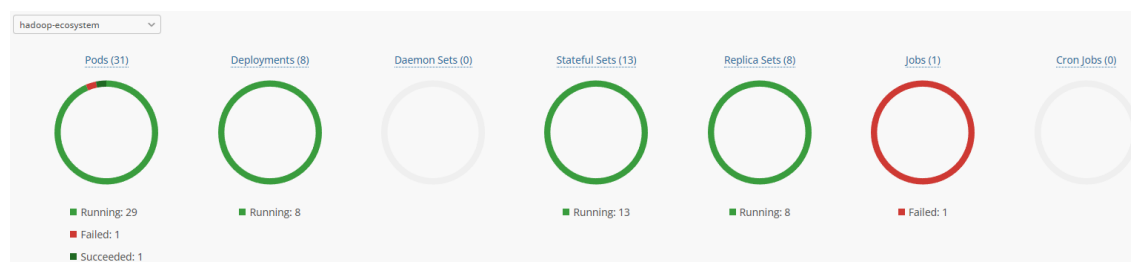 hadoop-ecosystem
Pods (31)
Deployments (8)
Daemon Sets (0)
Stateful Sets (13)
Replica Sets (8)
Jobs (1)
Cron Jobs (0)
Running: 29
Failed: 1
Succeeded: 1
Running: 8
Running: 13
Running: 8
Failed: 1